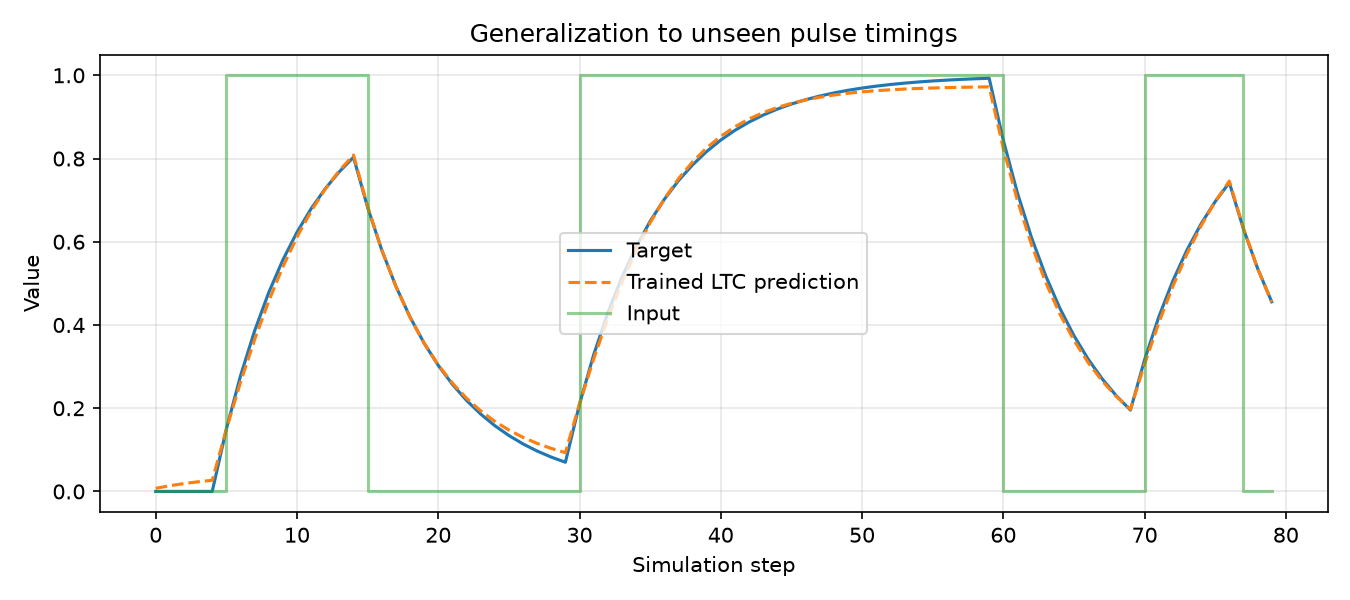 Generalization to unseen pulse timings
Value
1.0
0.8
0.6
0.4
0.2
0.0
Target
Trained LTC prediction
Input
0 10 20 30 40 50 60 70 80
Simulation step